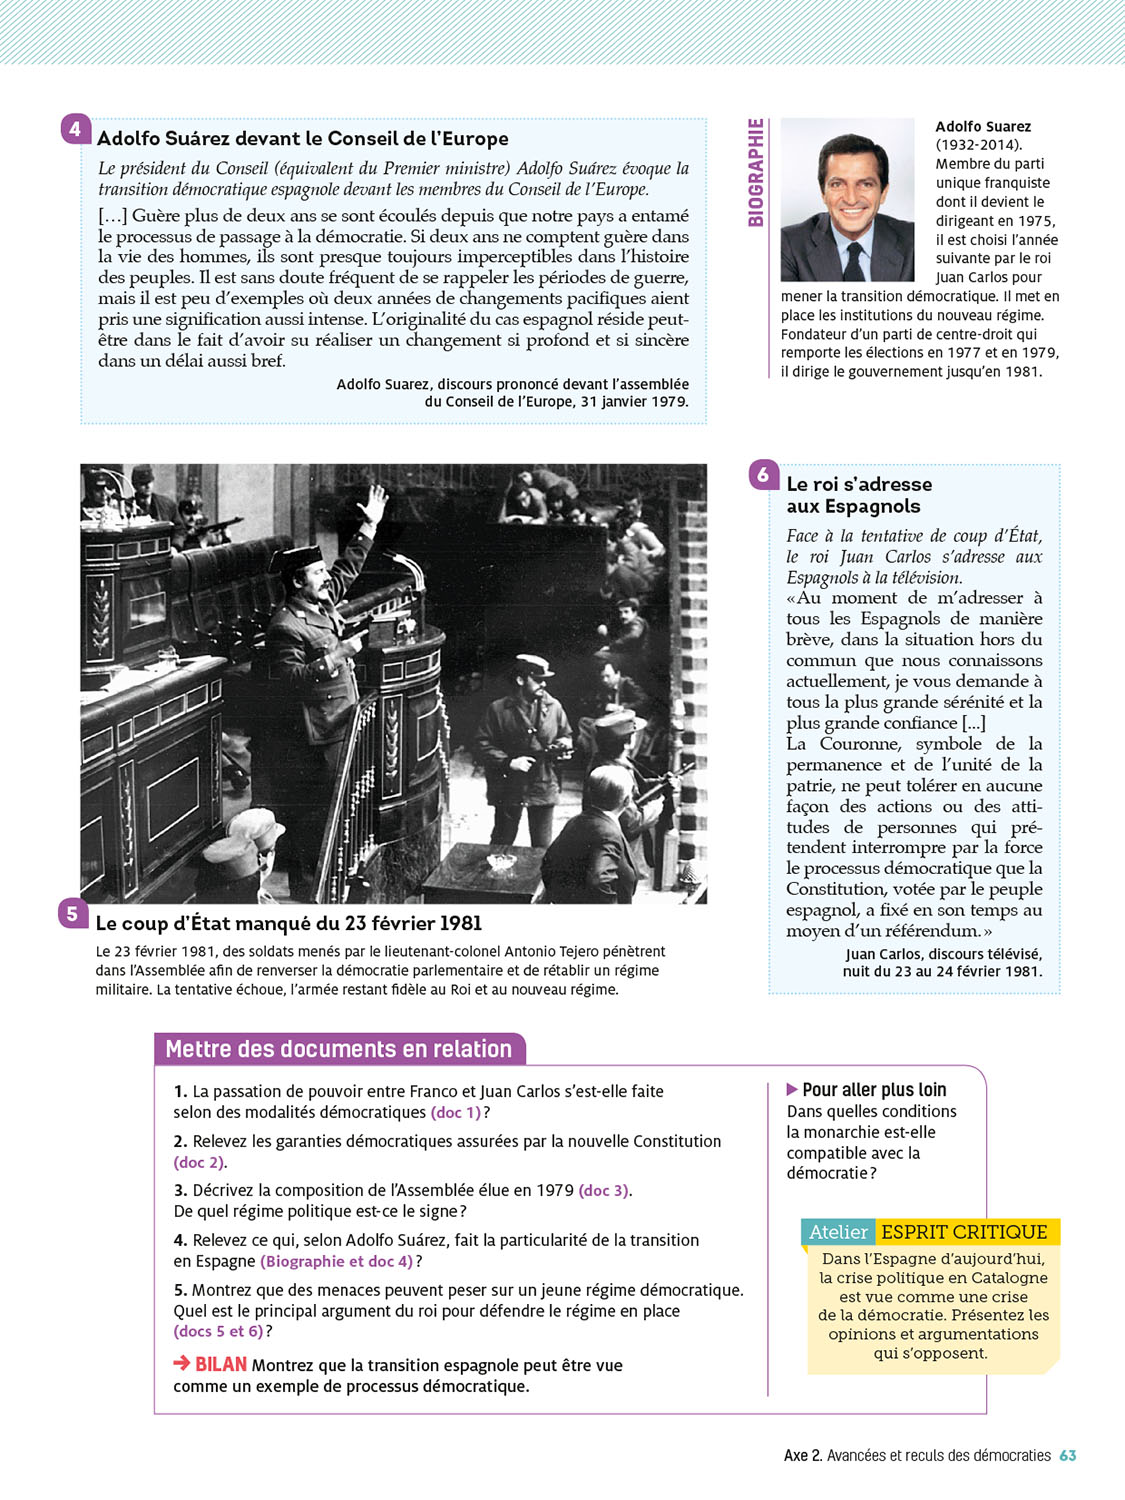 4
Adolfo Suárez devant le Conseil de l'Europe
Le président du Conseil (équivalent du Premier ministre) Adolfo Suárez évoque la
transition démocratique espagnole devant les membres du Conseil de l'Europe.
[…] Guère plus de deux ans se sont écoulés depuis que notre pays a entamé
le processus de passage à la démocratie. Si deux ans ne comptent guère dans
la vie des hommes, ils sont presque toujours imperceptibles dans l'histoire
des peuples. Il est sans doute fréquent de se rappeler les périodes de guerre,
mais il est peu d'exemples où deux années de changements pacifiques aient
pris une signification aussi intense. L'originalité du cas espagnol réside peut-
être dans le fait d'avoir su réaliser un changement si profond et si sincère
dans un délai aussi bref.
Adolfo Suarez, discours prononcé devant l'assemblée
du Conseil de l'Europe, 31 janvier 1979.
BIOGRAPHIE
Adolfo Suarez
(1932-2014).
Membre du parti
unique franquiste
dont il devient le
dirigeant en 1975,
il est choisi l'année
suivante par le roi
Juan Carlos pour
mener la transition démocratique. Il met en
place les institutions du nouveau régime.
Fondateur d'un parti de centre-droit qui
remporte les élections en 1977 et en 1979,
il dirige le gouvernement jusqu'en 1981.
5
Le coup d'État manqué du 23 février 1981
Le 23 février 1981, des soldats menés par le lieutenant-colonel Antonio Tejero pénètrent
dans l'Assemblée afin de renverser la démocratie parlementaire et de rétablir un régime
militaire. La tentative échoue, l'armée restant fidèle au Roi et au nouveau régime.
6
Le roi s'adresse
aux Espagnols
Face à la tentative de coup d'État,
le roi Juan Carlos s'adresse aux
Espagnols à la télévision.
« Au moment de m'adresser à
tous les Espagnols de manière
brève, dans la situation hors du
commun que nous connaissons
actuellement, je vous demande à
tous la plus grande sérénité et la
plus grande confiance [...]
La Couronne, symbole de la
permanence et de l'unité de la
patrie, ne peut tolérer en aucune
façon des actions ou des atti-
tudes de personnes qui pré-
tendent interrompre par la force
le processus démocratique que la
Constitution, votée par le peuple
espagnol, a fixé en son temps au
moyen d'un référendum. »
Juan Carlos, discours télévisé,
nuit du 23 au 24 février 1981.
Mettre des documents en relation
1. La passation de pouvoir entre Franco et Juan Carlos s'est-elle faite
selon des modalités démocratiques (doc 1) ?
2. Relevez les garanties démocratiques assurées par la nouvelle Constitution
(doc 2).
3. Décrivez la composition de l'Assemblée élue en 1979 (doc 3).
De quel régime politique est-ce le signe ?
4. Relevez ce qui, selon Adolfo Suárez, fait la particularité de la transition
en Espagne (Biographie et doc 4) ?
5. Montrez que des menaces peuvent peser sur un jeune régime démocratique.
Quel est le principal argument du roi pour défendre le régime en place
(docs 5 et 6) ?
→ BILAN Montrez que la transition espagnole peut être vue
comme un exemple de processus démocratique.
▶ Pour aller plus loin
Dans quelles conditions
la monarchie est-elle
compatible avec la
démocratie ?
Atelier ESPRIT CRITIQUE
Dans l'Espagne d'aujourd'hui,
la crise politique en Catalogne
est vue comme une crise
de la démocratie. Présentez les
opinions et argumentations
qui s'opposent.
Axe 2. Avancées et reculs des démocraties 63